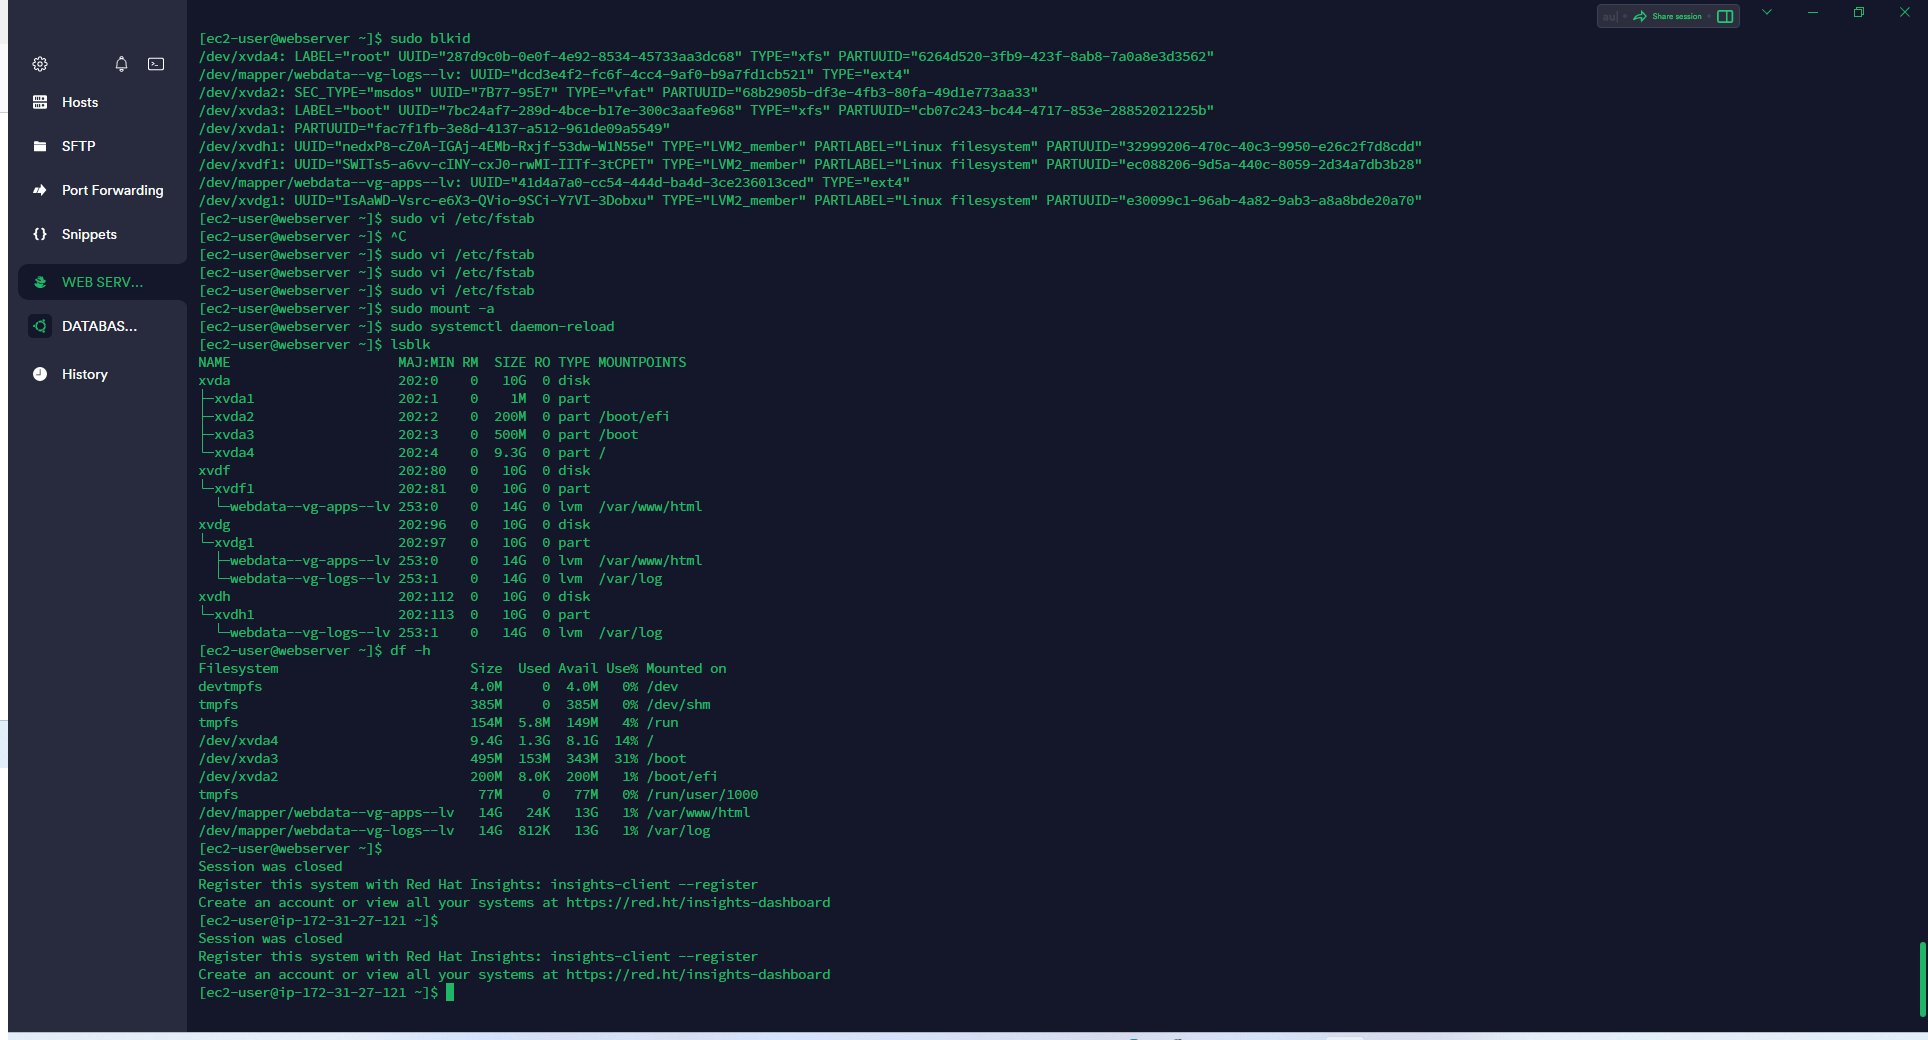 au| Share session
Hosts
SFTP
Port Forwarding
Snippets
WEB SERV...
DATABAS...
History
[ec2-user@webserver ~]$ sudo blkid
/dev/xvda4: LABEL="root" UUID="287d9c0b-0e0f-4e92-8534-45733aa3dc68" TYPE="xfs" PARTUUID="6264d520-3fb9-423f-8ab8-7a0a8e3d3562"
/dev/mapper/webdata--vg-logs--lv: UUID="dcd3e4f2-fc6f-4cc4-9af0-b9a7fd1cb521" TYPE="ext4"
/dev/xvda2: SEC_TYPE="msdos" UUID="7B77-95E7" TYPE="vfat" PARTUUID="68b2905b-df3e-4fb3-80fa-49d1e773aa33"
/dev/xvda3: LABEL="boot" UUID="7bc24af7-289d-4bce-b17e-300c3aafe968" TYPE="xfs" PARTUUID="cb07c243-bc44-4717-853e-28852021225b"
/dev/xvda1: PARTUUID="fac7f1fb-3e8d-4137-a512-961de09a5549"
/dev/xvdh1: UUID="nedxP8-cZ0A-IGAj-4EMb-Rxjf-53dw-W1N55e" TYPE="LVM2_member" PARTLABEL="Linux filesystem" PARTUUID="32999206-470c-40c3-9950-e26c2f7d8cdd"
/dev/xvdf1: UUID="SWITs5-a6vv-cINY-cxJ0-rwMI-IITf-3tCPET" TYPE="LVM2_member" PARTLABEL="Linux filesystem" PARTUUID="ec088206-9d5a-440c-8059-2d34a7db3b28"
/dev/mapper/webdata--vg-apps--lv: UUID="41d4a7a0-cc54-444d-ba4d-3ce236013ced" TYPE="ext4"
/dev/xvdg1: UUID="IsAaWD-Vsrc-e6X3-QVio-9SCi-Y7VI-3Dobxu" TYPE="LVM2_member" PARTLABEL="Linux filesystem" PARTUUID="e30099c1-96ab-4a82-9ab3-a8a8bde20a70"
[ec2-user@webserver ~]$ sudo vi /etc/fstab
[ec2-user@webserver ~]$ ^C
[ec2-user@webserver ~]$ sudo vi /etc/fstab
[ec2-user@webserver ~]$ sudo vi /etc/fstab
[ec2-user@webserver ~]$ sudo vi /etc/fstab
[ec2-user@webserver ~]$ sudo mount -a
[ec2-user@webserver ~]$ sudo systemctl daemon-reload
[ec2-user@webserver ~]$ lsblk
NAME MAJ:MIN RM SIZE RO TYPE MOUNTPOINTS
xvda 202:0 0 10G 0 disk
├─xvda1 202:1 0 1M 0 part
├─xvda2 202:2 0 200M 0 part /boot/efi
├─xvda3 202:3 0 500M 0 part /boot
└─xvda4 202:4 0 9.3G 0 part /
xvdf 202:80 0 10G 0 disk
└─xvdf1 202:81 0 10G 0 part
└─webdata--vg-apps--lv 253:0 0 14G 0 lvm /var/www/html
xvdg 202:96 0 10G 0 disk
└─xvdg1 202:97 0 10G 0 part
├─webdata--vg-apps--lv 253:0 0 14G 0 lvm /var/www/html
└─webdata--vg-logs--lv 253:1 0 14G 0 lvm /var/log
xvdh 202:112 0 10G 0 disk
└─xvdh1 202:113 0 10G 0 part
└─webdata--vg-logs--lv 253:1 0 14G 0 lvm /var/log
[ec2-user@webserver ~]$ df -h
Filesystem Size Used Avail Use% Mounted on
devtmpfs 4.0M 0 4.0M 0% /dev
tmpfs 385M 0 385M 0% /dev/shm
tmpfs 154M 5.8M 149M 4% /run
/dev/xvda4 9.4G 1.3G 8.1G 14% /
/dev/xvda3 495M 153M 343M 31% /boot
/dev/xvda2 200M 8.0K 200M 1% /boot/efi
tmpfs 77M 0 77M 0% /run/user/1000
/dev/mapper/webdata--vg-apps--lv 14G 24K 13G 1% /var/www/html
/dev/mapper/webdata--vg-logs--lv 14G 812K 13G 1% /var/log
[ec2-user@webserver ~]$
Session was closed
Register this system with Red Hat Insights: insights-client --register
Create an account or view all your systems at https://red.ht/insights-dashboard
[ec2-user@ip-172-31-27-121 ~]$
Session was closed
Register this system with Red Hat Insights: insights-client --register
Create an account or view all your systems at https://red.ht/insights-dashboard
[ec2-user@ip-172-31-27-121 ~]$